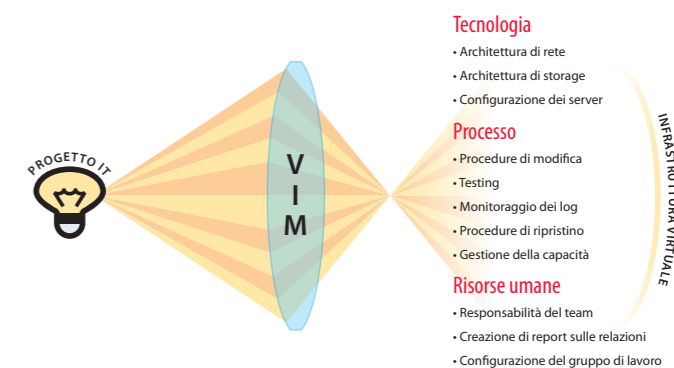 PROGETTO IT
V
I
M
Tecnologia
• Architettura di rete
• Architettura di storage
• Configurazione dei server
Processo
• Procedure di modifica
• Testing
• Monitoraggio dei log
• Procedure di ripristino
• Gestione della capacità
Risorse umane
• Responsabilità del team
• Creazione di report sulle relazioni
• Configurazione del gruppo di lavoro
INFRASTRUTTURA VIRTUALE